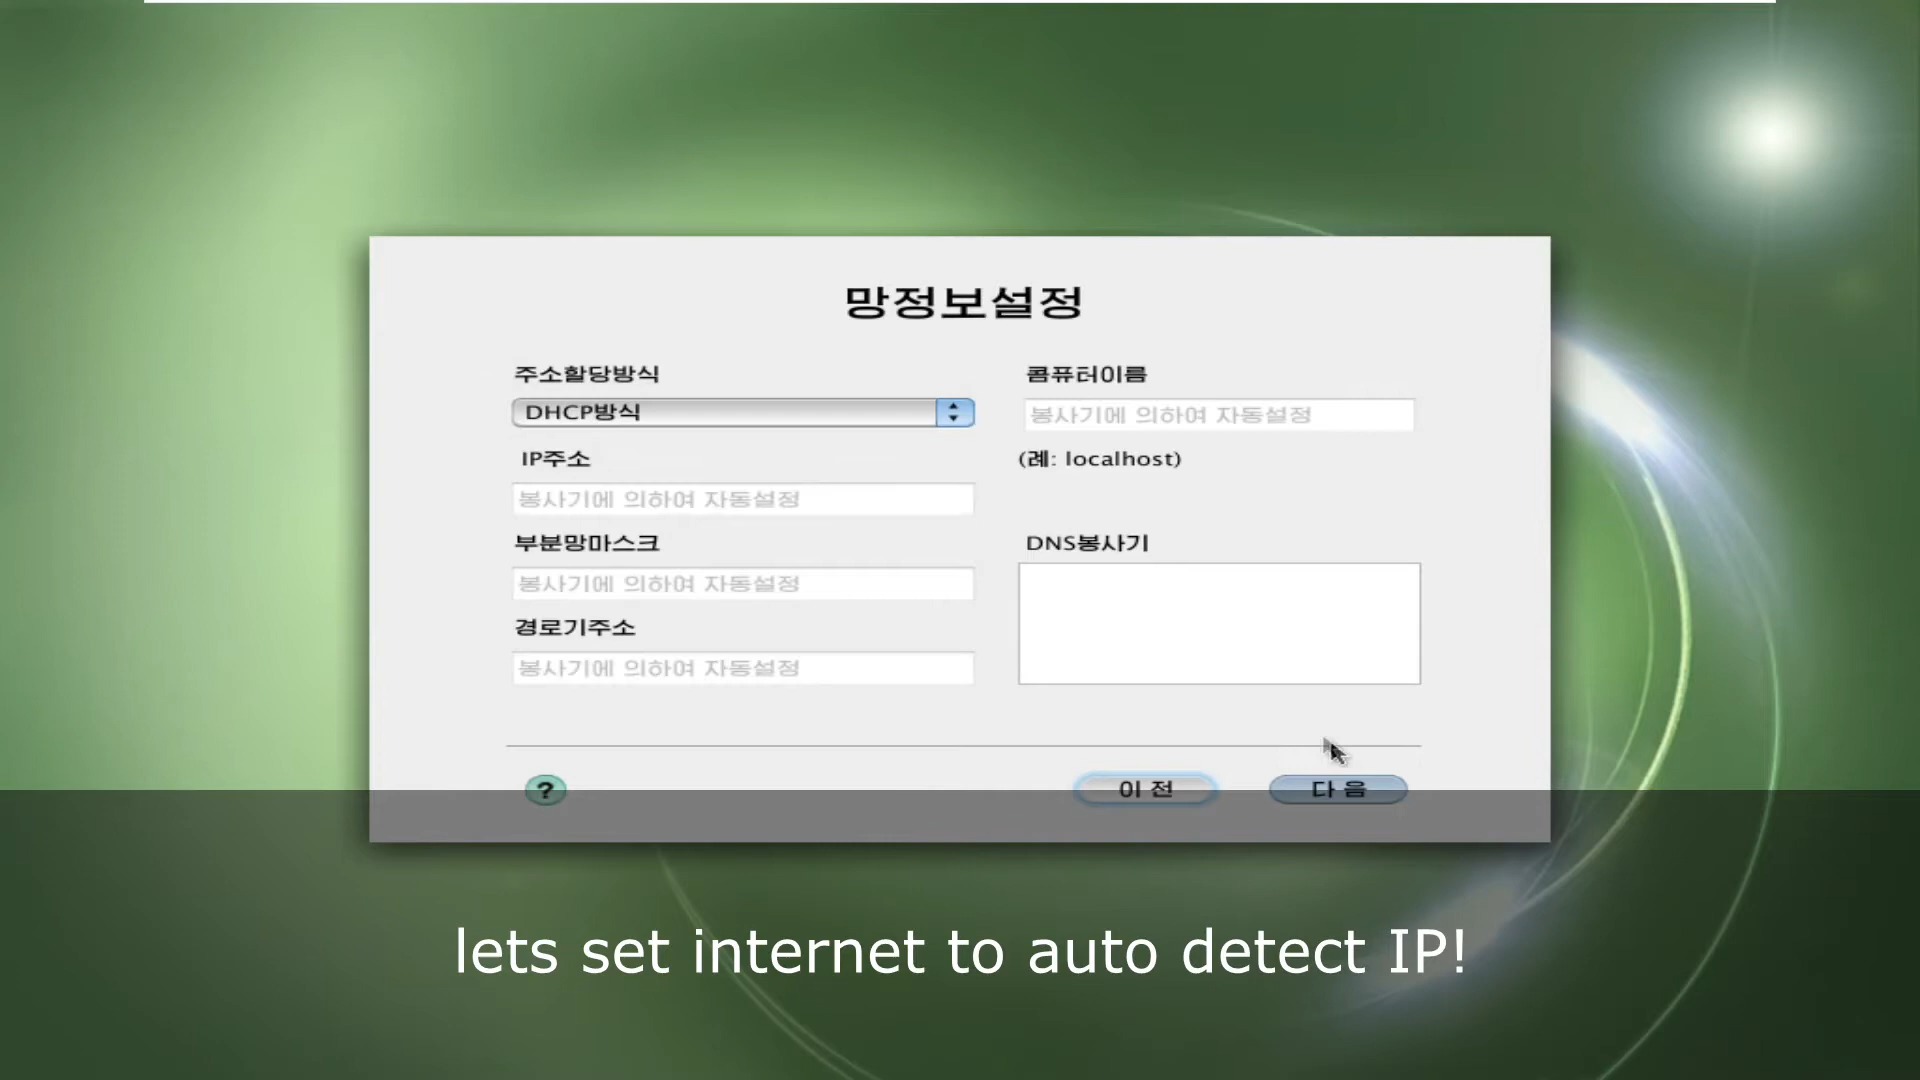 망정보설정
주소할당방식
DHCP방식
IP주소
봉사기에 의하여 자동설정
부분망마스크
봉사기에 의하여 자동설정
경로기주소
봉사기에 의하여 자동설정
콤퓨터이름
봉사기에 의하여 자동설정
(례: localhost)
DNS봉사기
?
이 전
다 음
lets set internet to auto detect IP!